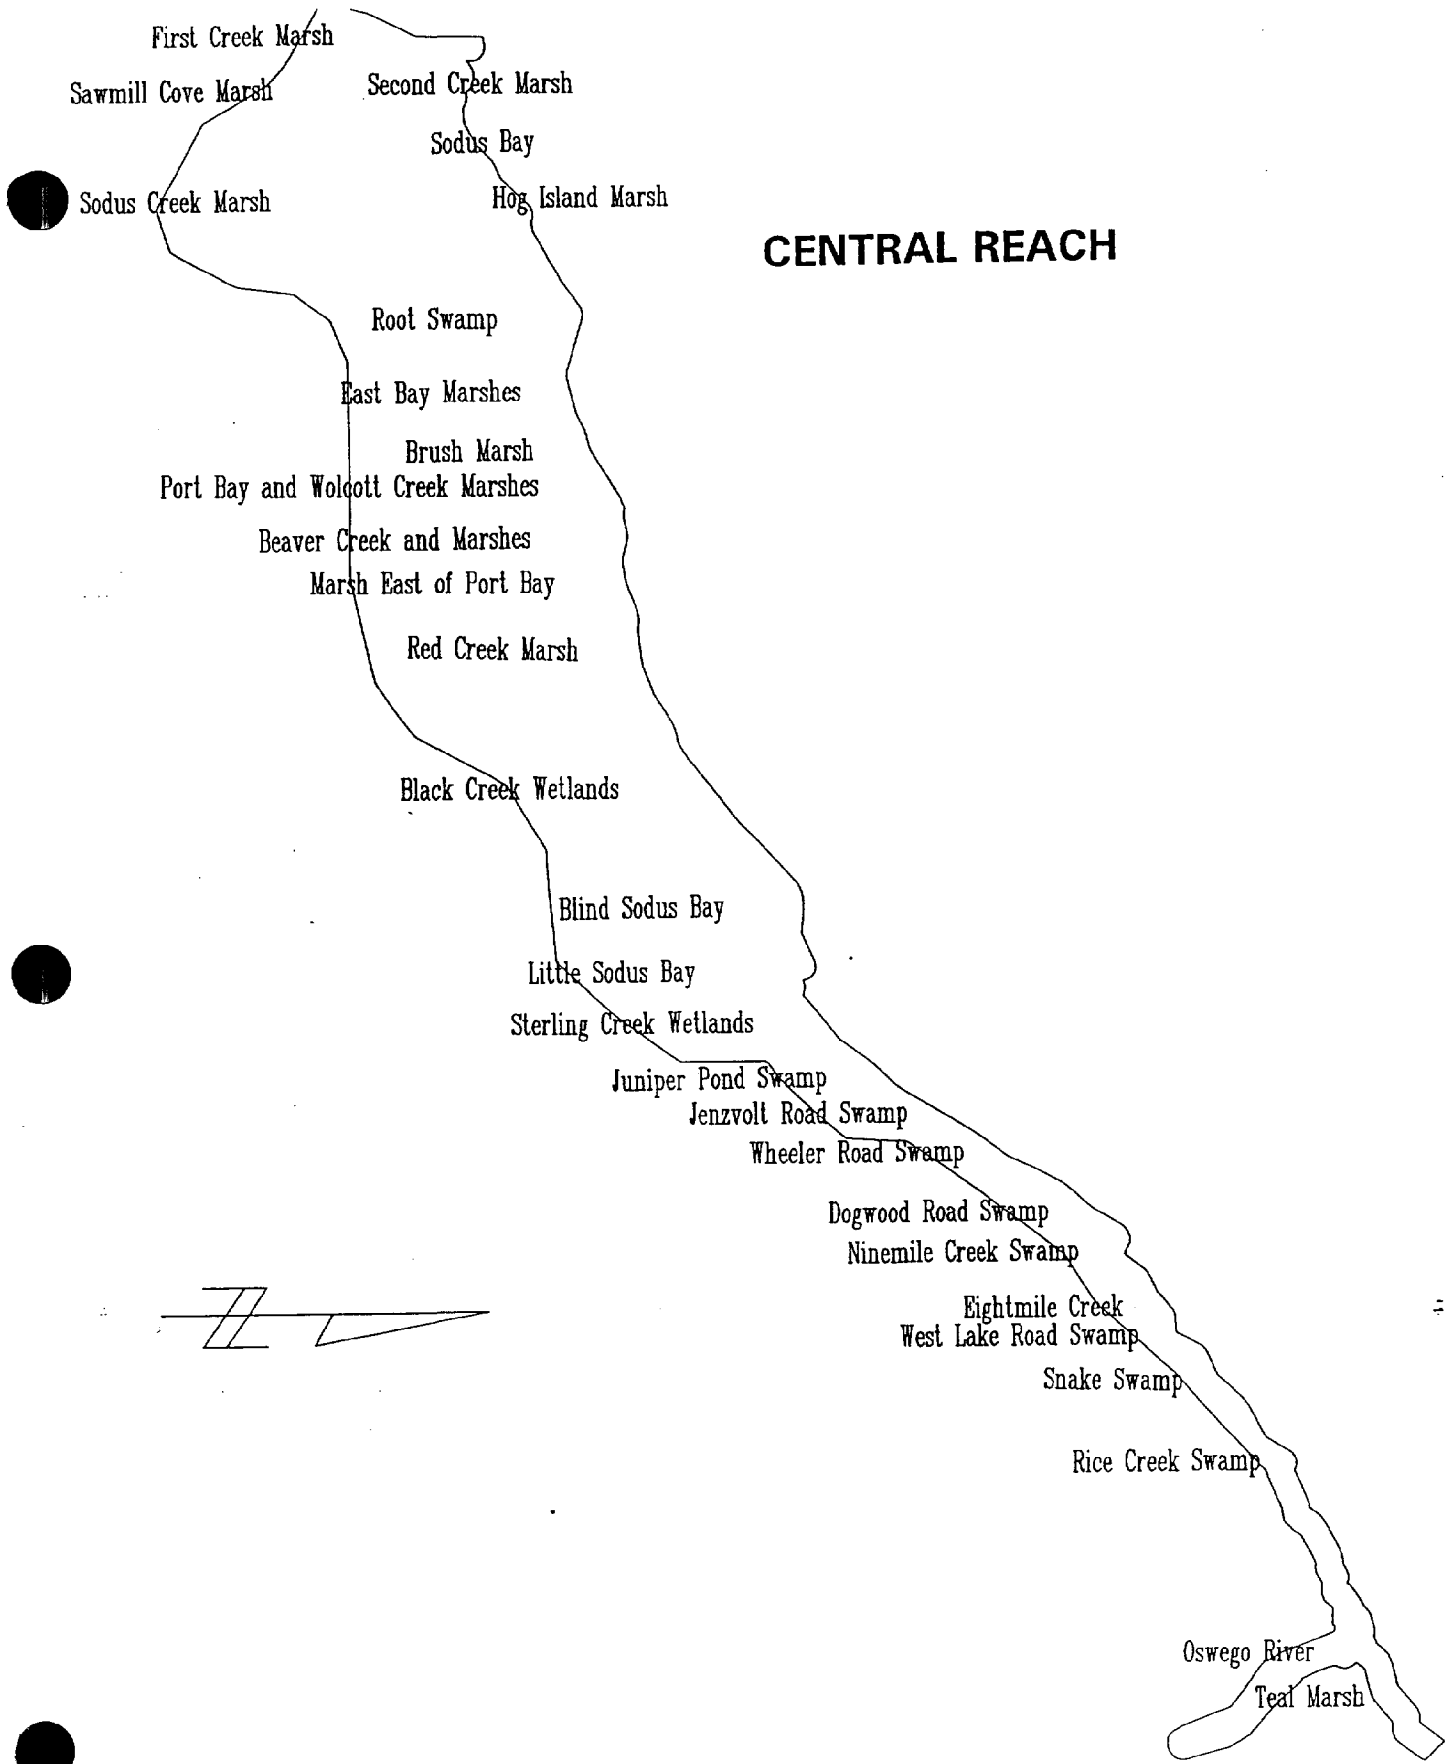 First Creek Marsh
Sawmill Cove Marsh
Second Creek Marsh
Sodus Bay
Sodus Creek Marsh
Hog Island Marsh
CENTRAL REACH
Root Swamp
East Bay Marshes
Brush Marsh
Port Bay and Wolcott Creek Marshes
Beaver Creek and Marshes
Marsh East of Port Bay
Red Creek Marsh
Black Creek Wetlands
Blind Sodus Bay
Little Sodus Bay
Sterling Creek Wetlands
Juniper Pond Swamp
Jenzvolt Road Swamp
Wheeler Road Swamp
Dogwood Road Swamp
Ninemile Creek Swamp
Eightmile Creek
West Lake Road Swamp
Snake Swamp
Rice Creek Swamp
Oswego River
Teal Marsh